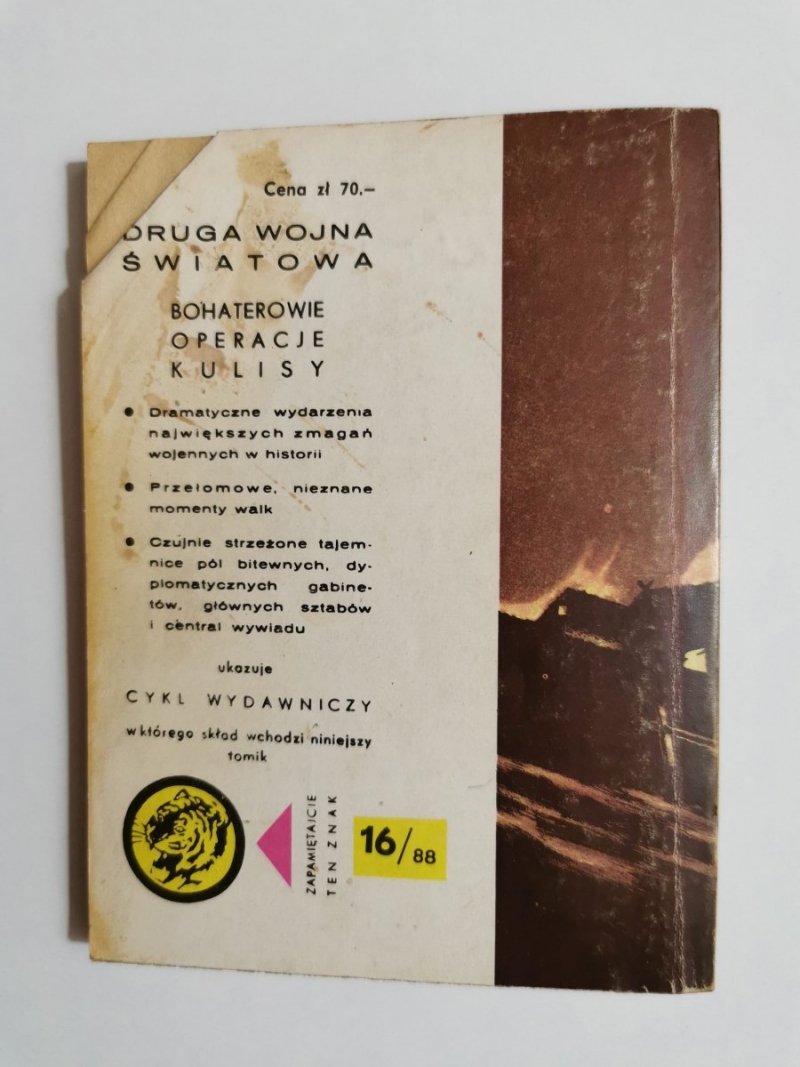 Cena zł 70.–
DRUGA WOJNA
ŚWIATOWA
BOHATEROWIE
OPERACJE
KULISY
● Dramatyczne wydarzenia
największych zmagań
wojennych w historii
● Przełomowe, nieznane
momenty walk
● Czujnie strzeżone tajem-
nice pól bitewnych, dy-
plomatycznych gabine-
tów, głównych sztabów
i central wywiadu
ukazuje
CYKL WYDAWNICZY
w którego skład wchodzi niniejszy
tomik
ZAPAMIĘTAJCIE
TEN ZNAK
16/88